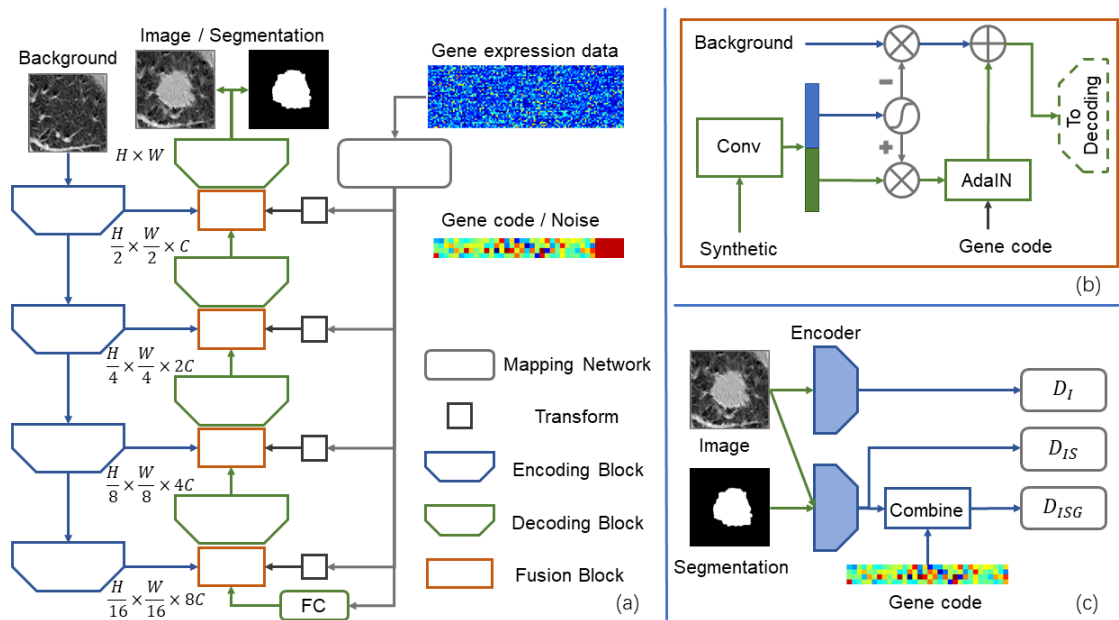 Image / Segmentation
Background
Gene expression data
H × W
H/2 × W/2 × C
Gene code / Noise
H/4 × W/4 × 2C
Mapping Network
Transform
H/8 × W/8 × 4C
Encoding Block
Decoding Block
Fusion Block
H/16 × W/16 × 8C
FC
(a)
Background
−
+
Conv
AdaIN
To
Decoding
Synthetic
Gene code
(b)
Encoder
D_I
Image
D_IS
Combine
D_ISG
Segmentation
Gene code
(c)